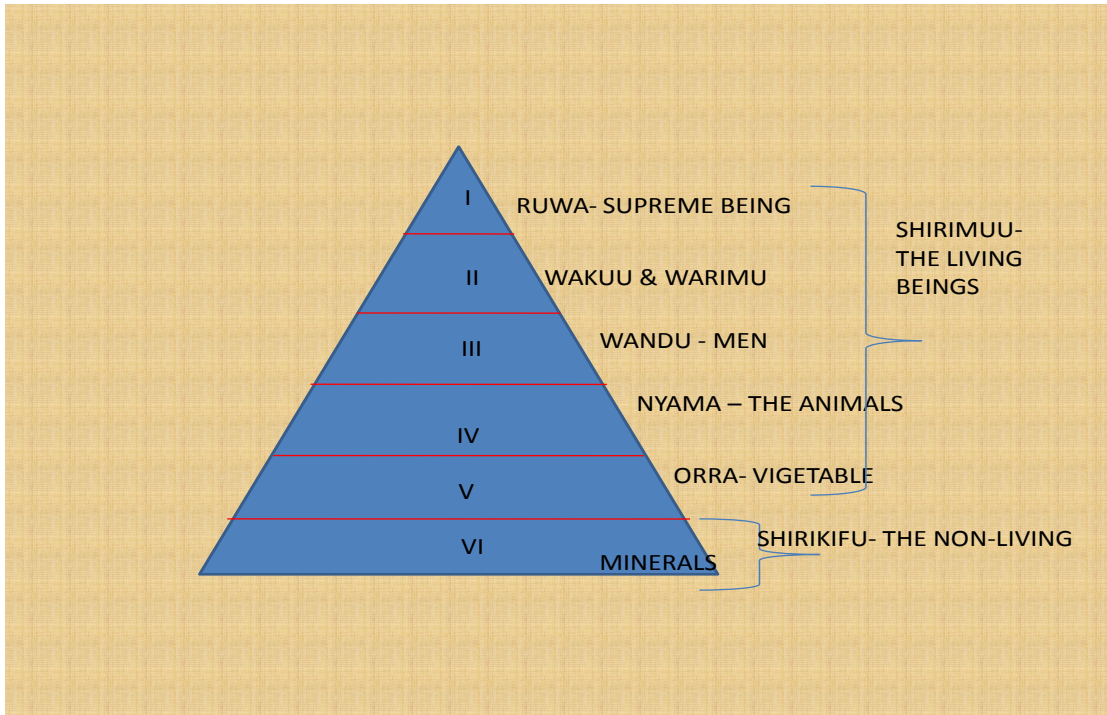 I
RUWA- SUPREME BEING
SHIRIMUU-
THE LIVING
BEINGS
II
WAKUU & WARIMU
III
WANDU - MEN
NYAMA – THE ANIMALS
IV
ORRA- VIGETABLE
V
SHIRIKIFU- THE NON-LIVING
VI
MINERALS